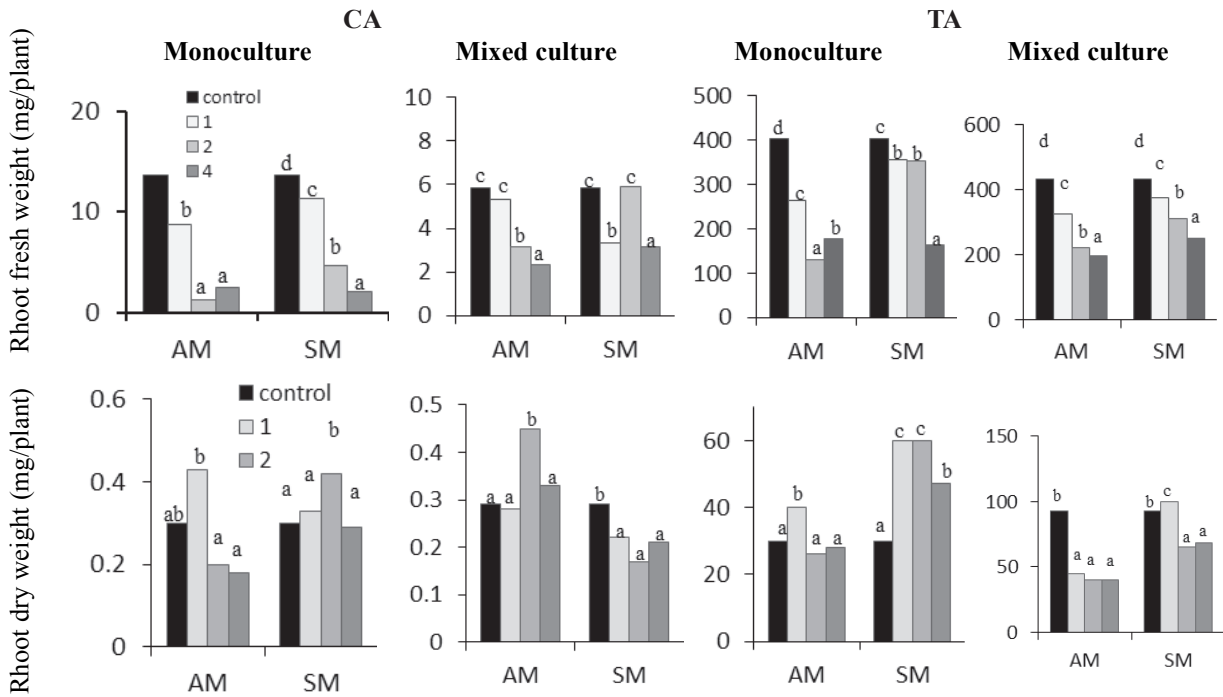 CA
TA
Monoculture
Mixed culture
Monoculture
Mixed culture
Rhoot fresh weight (mg/plant)
20
10
0
control
1
2
4
b
a
a
d
c
b
a
AM
SM
10
8
6
4
2
0
c
c
b
a
c
b
c
a
AM
SM
500
400
300
200
100
0
d
c
a
b
c
b
b
a
AM
SM
600
400
200
0
d
c
b
a
d
c
b
a
AM
SM
Rhoot dry weight (mg/plant)
0.6
0.4
0.2
0
control
1
2
ab
b
a
a
a
a
b
a
AM
SM
0.5
0.4
0.3
0.2
0.1
0
a
a
b
a
b
a
a
a
AM
SM
60
40
20
0
a
b
a
a
a
c
c
b
AM
SM
150
100
50
0
b
a
a
a
b
c
a
a
AM
SM